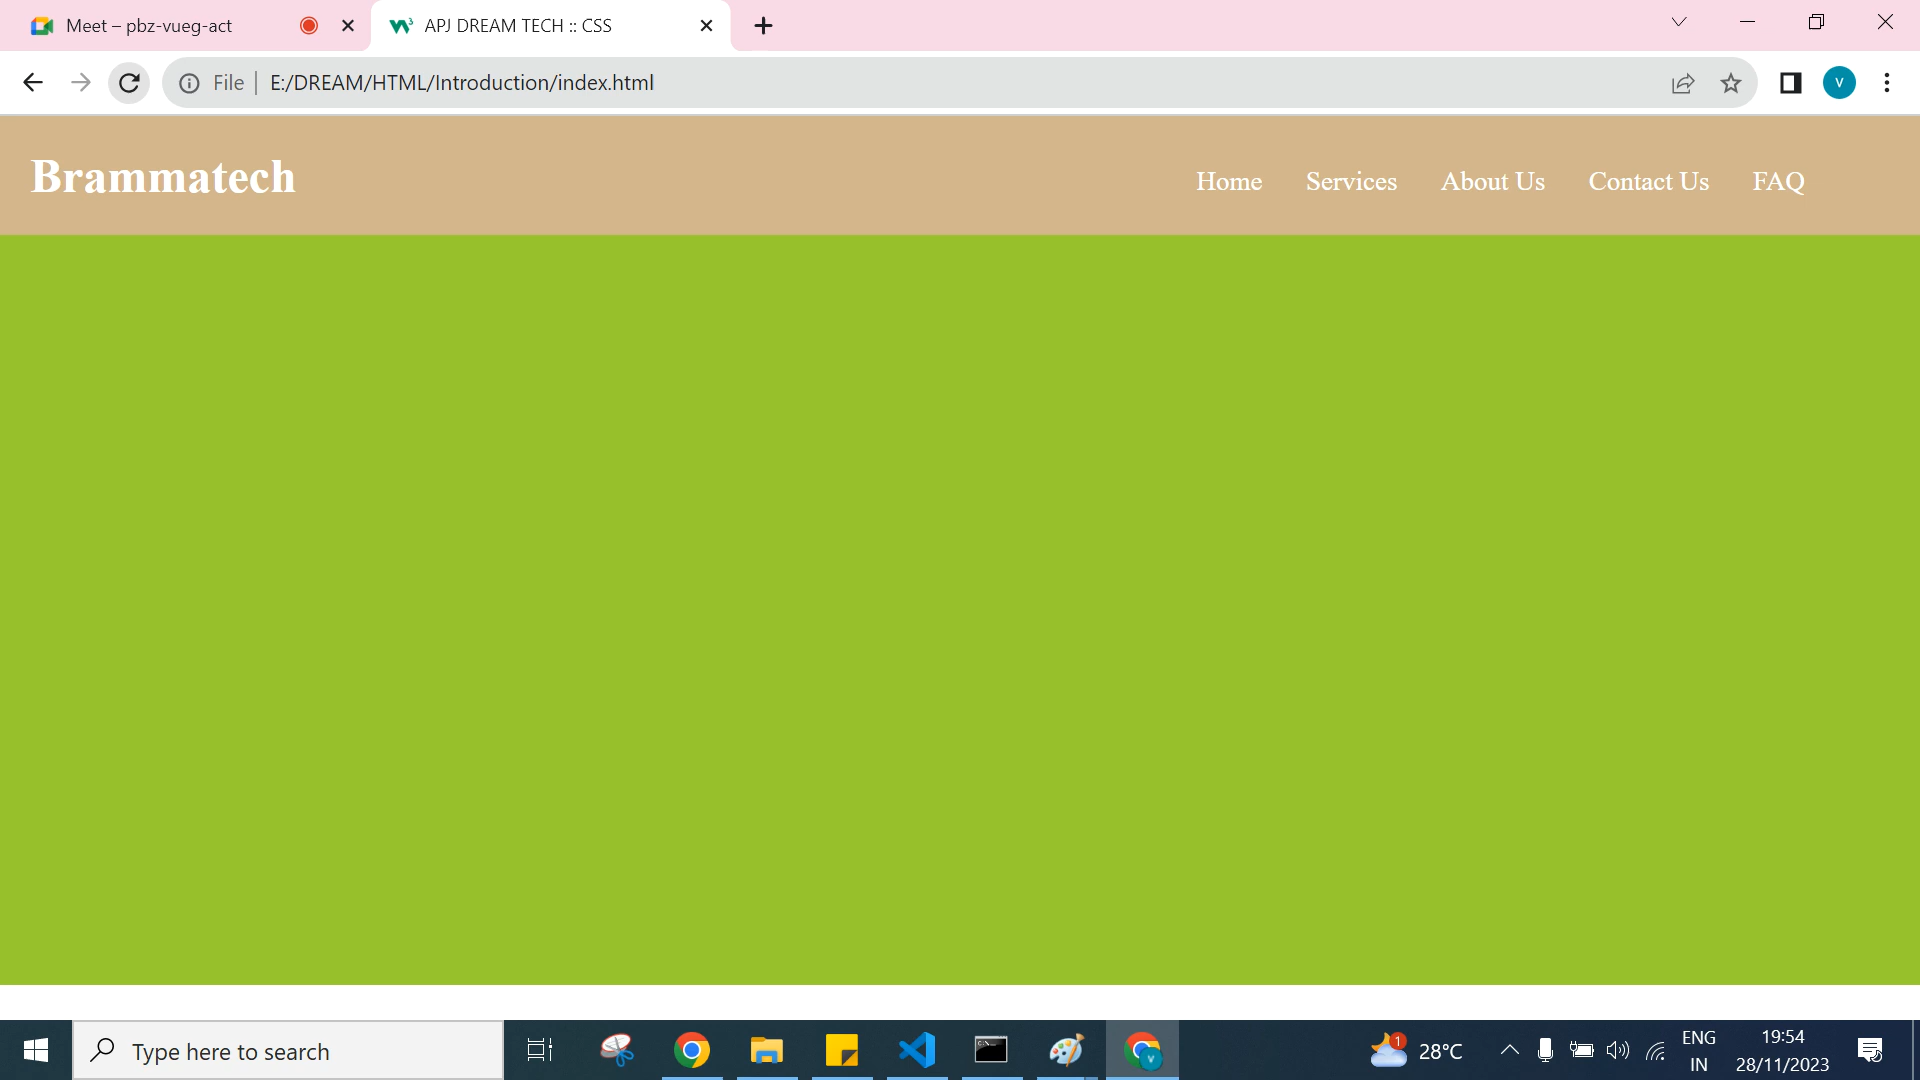 Meet – pbz-vueg-act
APJ DREAM TECH :: CSS
File | E:/DREAM/HTML/Introduction/index.html
V
Brammatech
Home Services About Us Contact Us FAQ
Type here to search
V
1
28°C
ENG
IN
19:54
28/11/2023